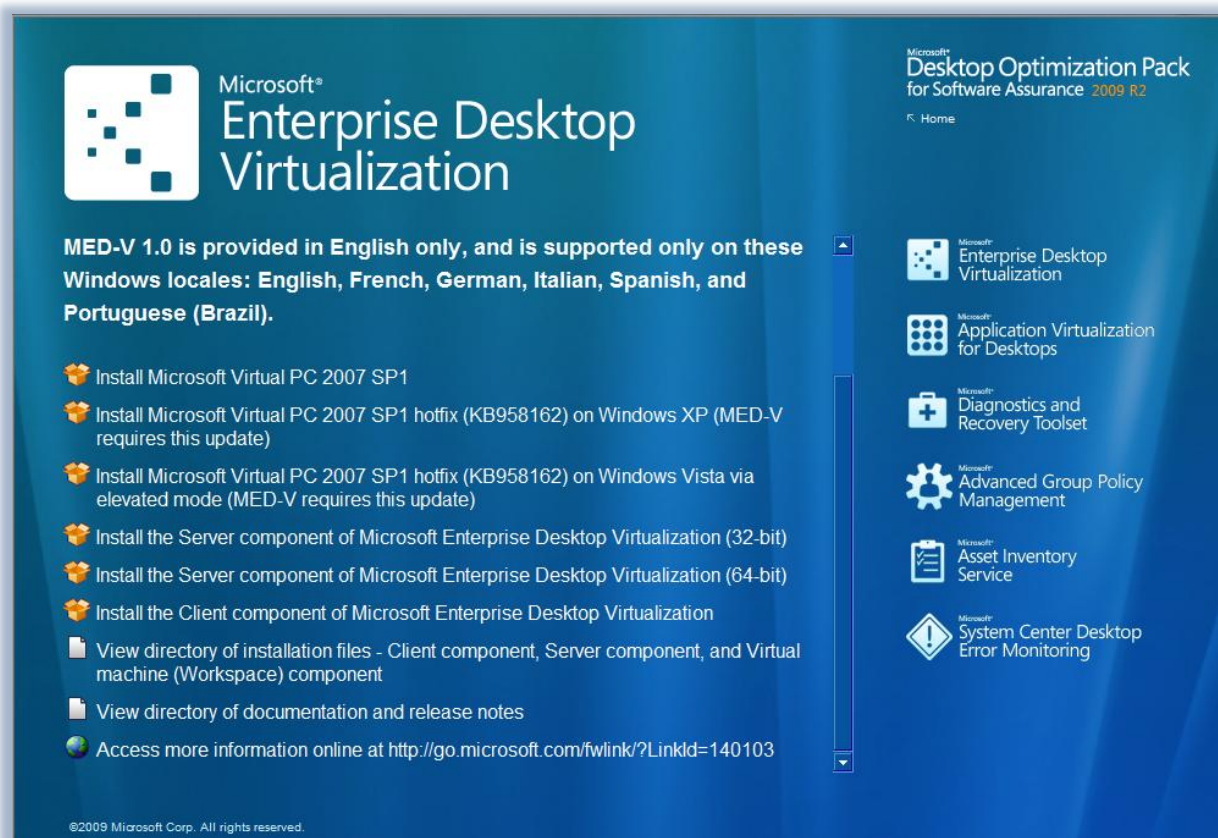 Microsoft®
Enterprise Desktop
Virtualization
Microsoft®
Desktop Optimization Pack
for Software Assurance 2009 R2
Home
MED-V 1.0 is provided in English only, and is supported only on these
Windows locales: English, French, German, Italian, Spanish, and
Portuguese (Brazil).
Install Microsoft Virtual PC 2007 SP1
Install Microsoft Virtual PC 2007 SP1 hotfix (KB958162) on Windows XP (MED-V
requires this update)
Install Microsoft Virtual PC 2007 SP1 hotfix (KB958162) on Windows Vista via
elevated mode (MED-V requires this update)
Install the Server component of Microsoft Enterprise Desktop Virtualization (32-bit)
Install the Server component of Microsoft Enterprise Desktop Virtualization (64-bit)
Install the Client component of Microsoft Enterprise Desktop Virtualization
View directory of installation files - Client component, Server component, and Virtual
machine (Workspace) component
View directory of documentation and release notes
Access more information online at http://go.microsoft.com/fwlink/?LinkId=140103
Microsoft®
Enterprise Desktop
Virtualization
Microsoft®
Application Virtualization
for Desktops
Microsoft®
Diagnostics and
Recovery Toolset
Microsoft®
Advanced Group Policy
Management
Microsoft®
Asset Inventory
Service
Microsoft®
System Center Desktop
Error Monitoring
©2009 Microsoft Corp. All rights reserved.